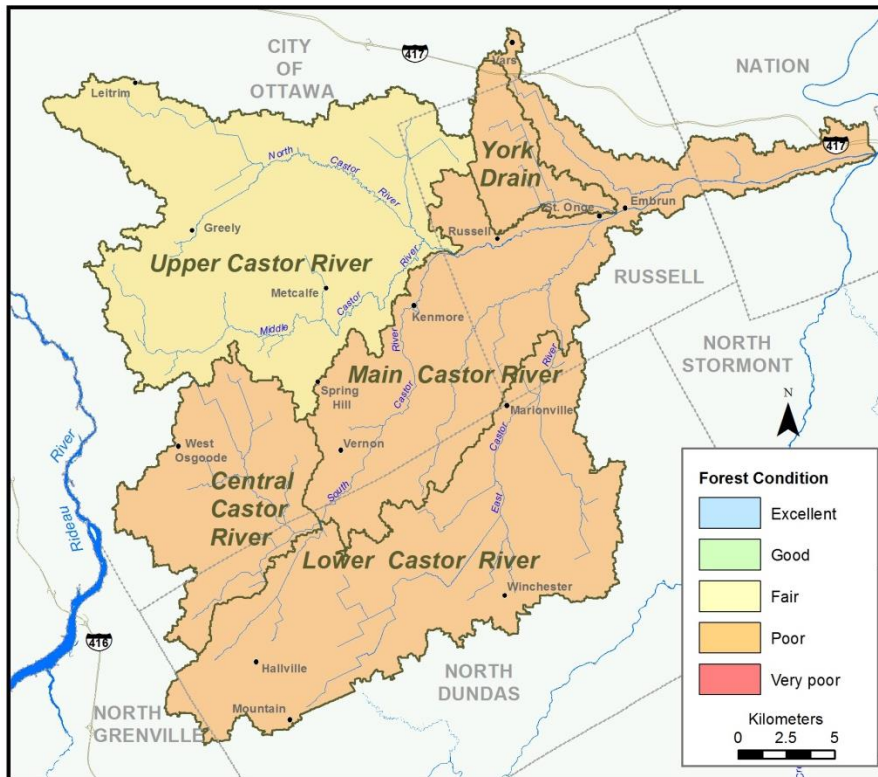 CITY
OF
OTTAWA
417
Vars
NATION
Leitrim
417
North
Castor
River
York
Drain
St. Onge
Embrun
Greely
Russell
Upper Castor River
River
RUSSELL
Metcalfe
Castor
Middle
Kenmore
NORTH
STORMONT
River
River
Main Castor River
Spring
Hill
Castor
Marionville
N
West
Osgoode
Vernon
Castor
River
Rideau
Central
Castor
River
South
East
Lower Castor River
Winchester
416
Hallville
Mountain
NORTH
DUNDAS
NORTH
GRENVILLE
Forest Condition
Excellent
Good
Fair
Poor
Very poor
Kilometers
0 2.5 5